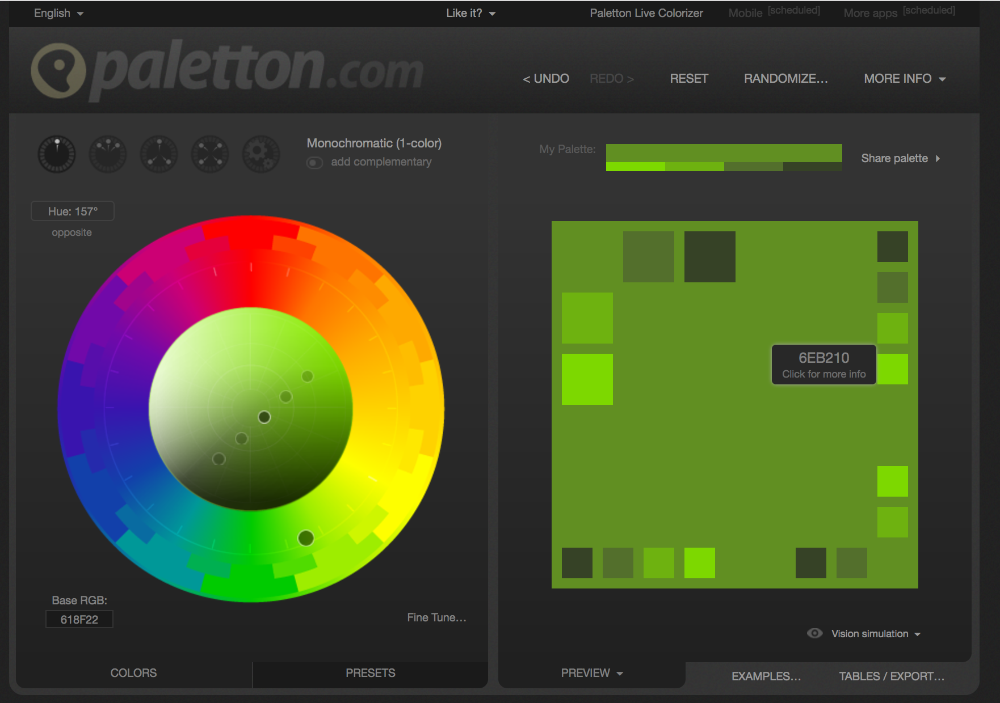 English
Like it?
Paletton Live Colorizer
Mobile [scheduled]
More apps [scheduled]
paletton.com
< UNDO
REDO >
RESET
RANDOMIZE...
MORE INFO
Monochromatic (1-color)
add complementary
Hue: 157°
opposite
Base RGB:
618F22
Fine Tune...
COLORS
PRESETS
My Palette:
Share palette
6EB210
Click for more info
Vision simulation
PREVIEW
EXAMPLES...
TABLES / EXPORT...